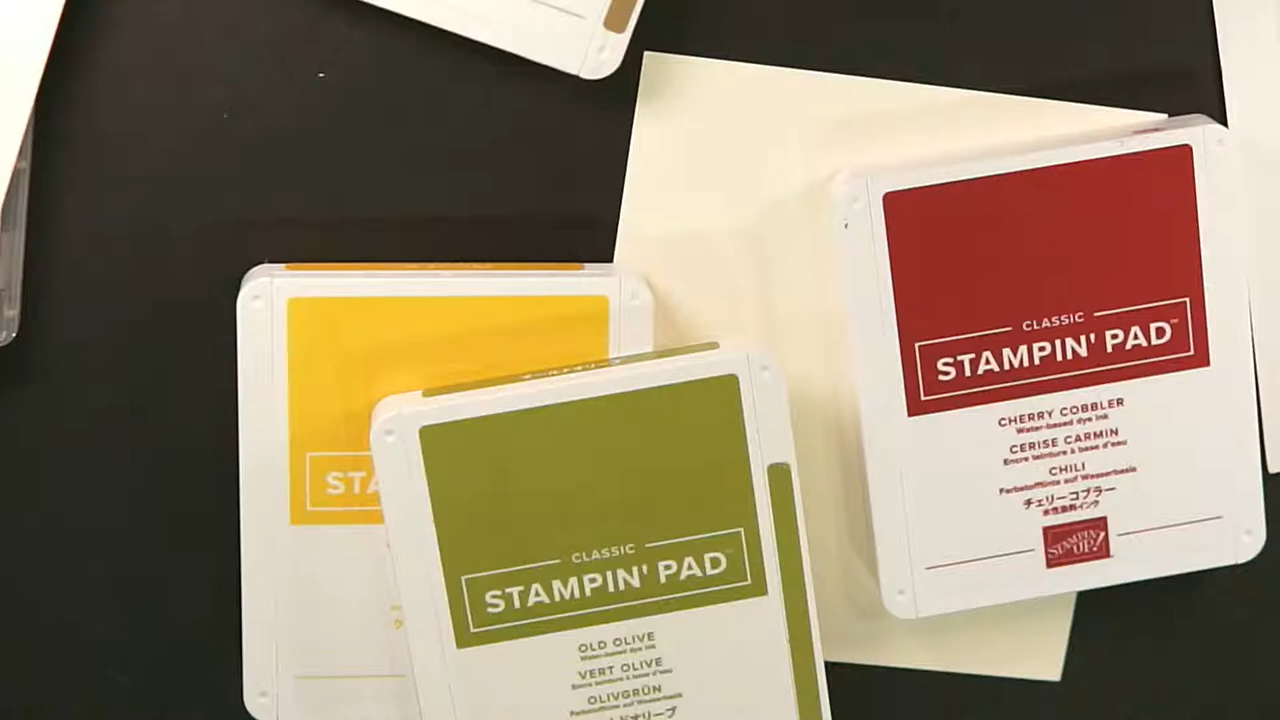 CLASSIC
STAMPIN' PAD™
CHERRY COBBLER
Water-based dye ink
CERISE CARMIN
Encre teinture à base d'eau
CHILI
Farbstofftinte auf Wasserbasis
チェリーコブラー
水性染料インク
STAMPIN' UP!
STA
CLASSIC
STAMPIN' PAD™
OLD OLIVE
Water-based dye ink
VERT OLIVE
Encre teinture à base d'eau
OLIVGRÜN
Farbstofftinte auf Wasserbasis